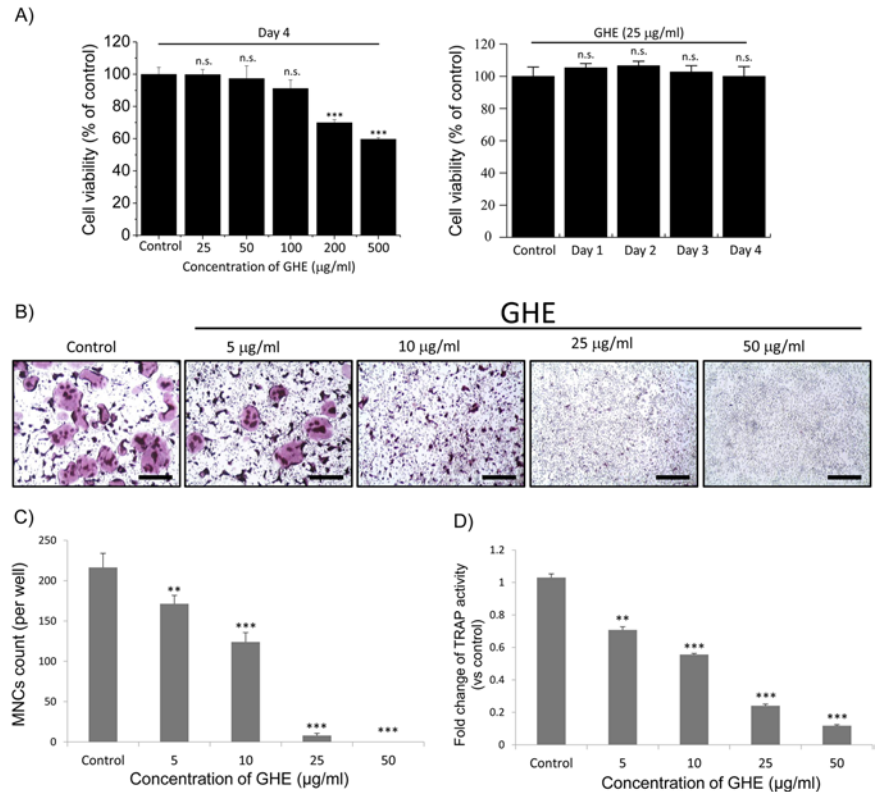 A)
Day 4
n.s.
n.s.
n.s.
***
***
120
100
80
60
40
20
0
Cell viability (% of control)
Control 25 50 100 200 500
Concentration of GHE (µg/ml)
GHE (25 µg/ml)
n.s.
n.s.
n.s.
n.s.
120
100
80
60
40
20
0
Cell viability (% of control)
Control Day 1 Day 2 Day 3 Day 4
B)
GHE
Control 5 µg/ml 10 µg/ml 25 µg/ml 50 µg/ml
C)
250
200
150
100
50
0
MNCs count (per well)
**
***
***
***
Control 5 10 25 50
Concentration of GHE (µg/ml)
D)
1.2
1
0.8
0.6
0.4
0.2
0
Fold change of TRAP activity
(vs control)
**
***
***
***
Control 5 10 25 50
Concentration of GHE (µg/ml)